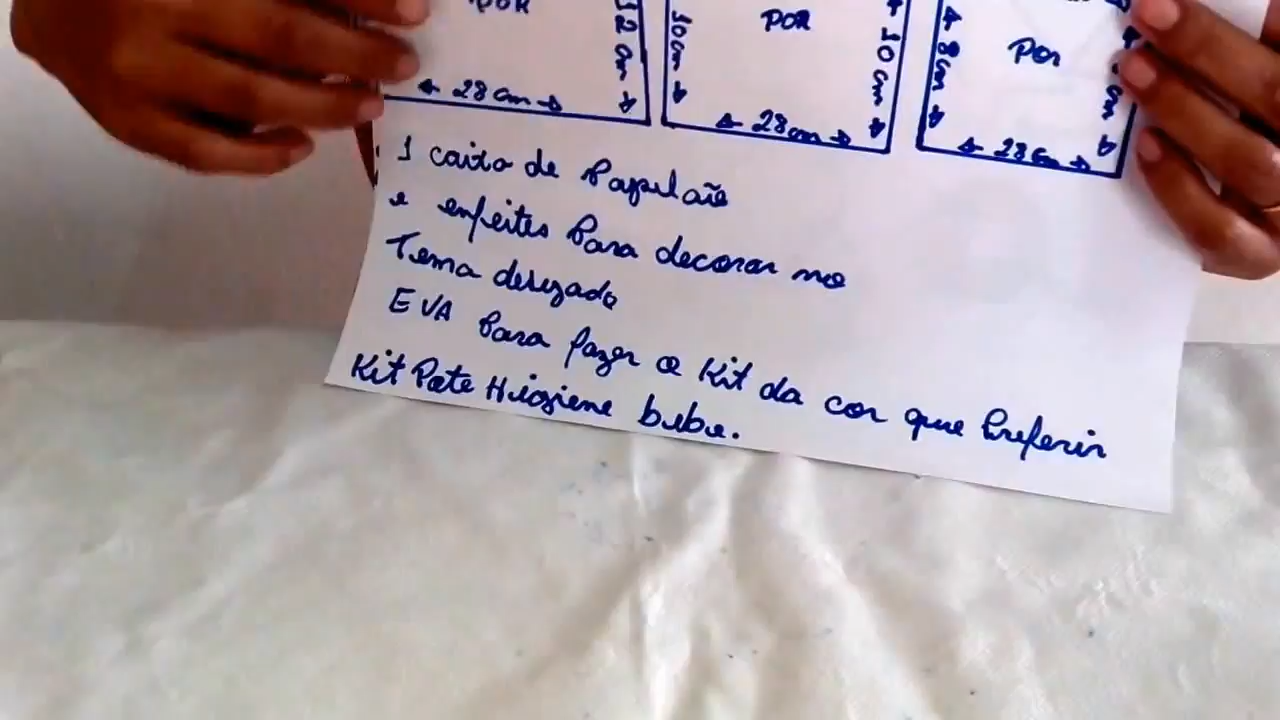 POR
12 cm
28 cm
10 cm
POR
10 cm
28 cm
8 cm
Por
cm
28 cm
1 caixa de Papelão
e enfeites Para decorar no
Tema desejado
EVA Para fazer o Kit da cor que Preferir
Kit Pote Higiene bebe.